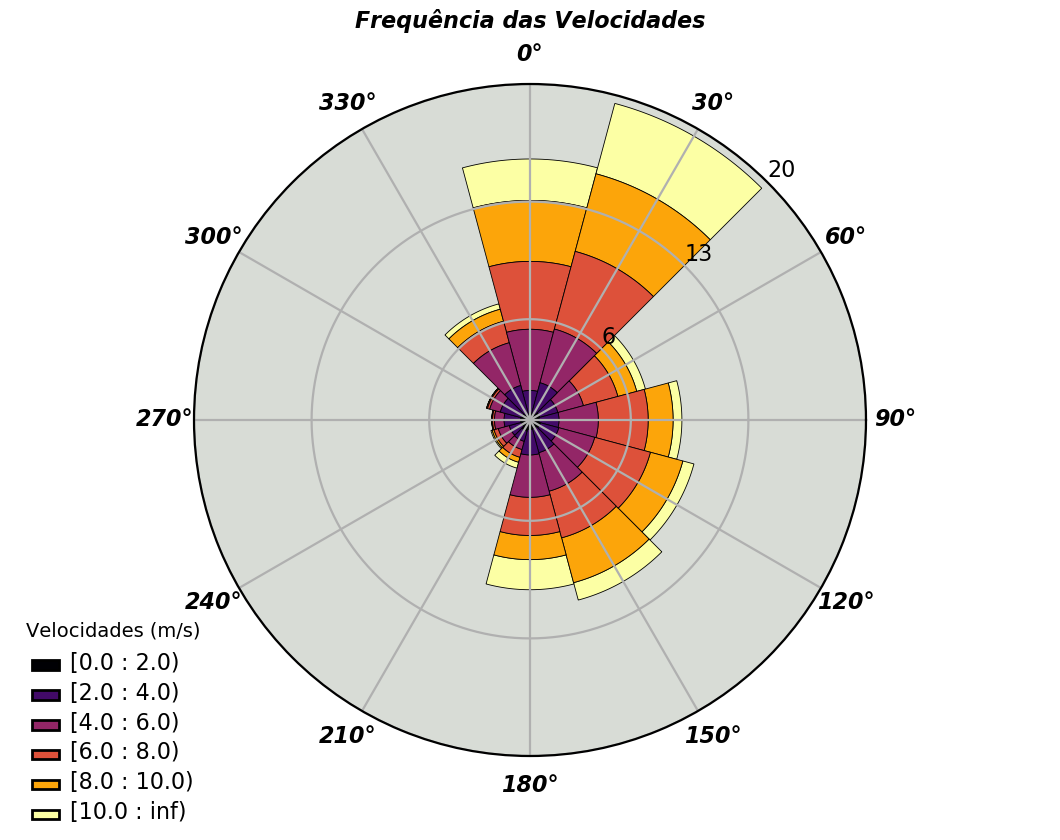 Frequência das Velocidades
0°
330°
30°
20
300°
60°
13
6
270°
90°
240°
120°
210°
150°
180°
Velocidades (m/s)
[0.0 : 2.0)
[2.0 : 4.0)
[4.0 : 6.0)
[6.0 : 8.0)
[8.0 : 10.0)
[10.0 : inf)